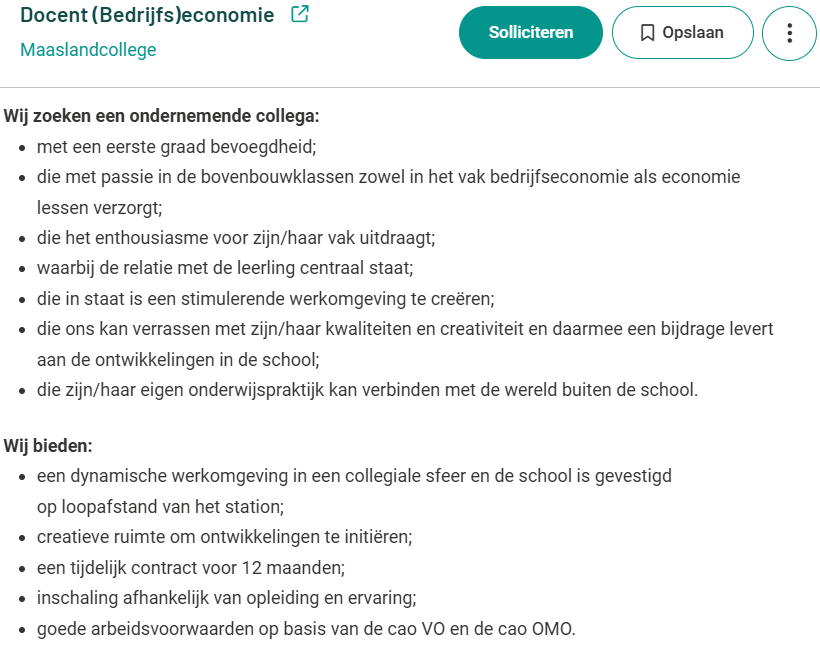 Docent (Bedrijfs)economie
Maaslandcollege
Solliciteren
Opslaan
Wij zoeken een ondernemende collega:
• met een eerste graad bevoegdheid;
• die met passie in de bovenbouwklassen zowel in het vak bedrijfseconomie als economie
lessen verzorgt;
• die het enthousiasme voor zijn/haar vak uitdraagt;
• waarbij de relatie met de leerling centraal staat;
• die in staat is een stimulerende werkomgeving te creëren;
• die ons kan verrassen met zijn/haar kwaliteiten en creativiteit en daarmee een bijdrage levert
aan de ontwikkelingen in de school;
• die zijn/haar eigen onderwijspraktijk kan verbinden met de wereld buiten de school.
Wij bieden:
• een dynamische werkomgeving in een collegiale sfeer en de school is gevestigd
op loopafstand van het station;
• creatieve ruimte om ontwikkelingen te initiëren;
• een tijdelijk contract voor 12 maanden;
• inschaling afhankelijk van opleiding en ervaring;
• goede arbeidsvoorwaarden op basis van de cao VO en de cao OMO.